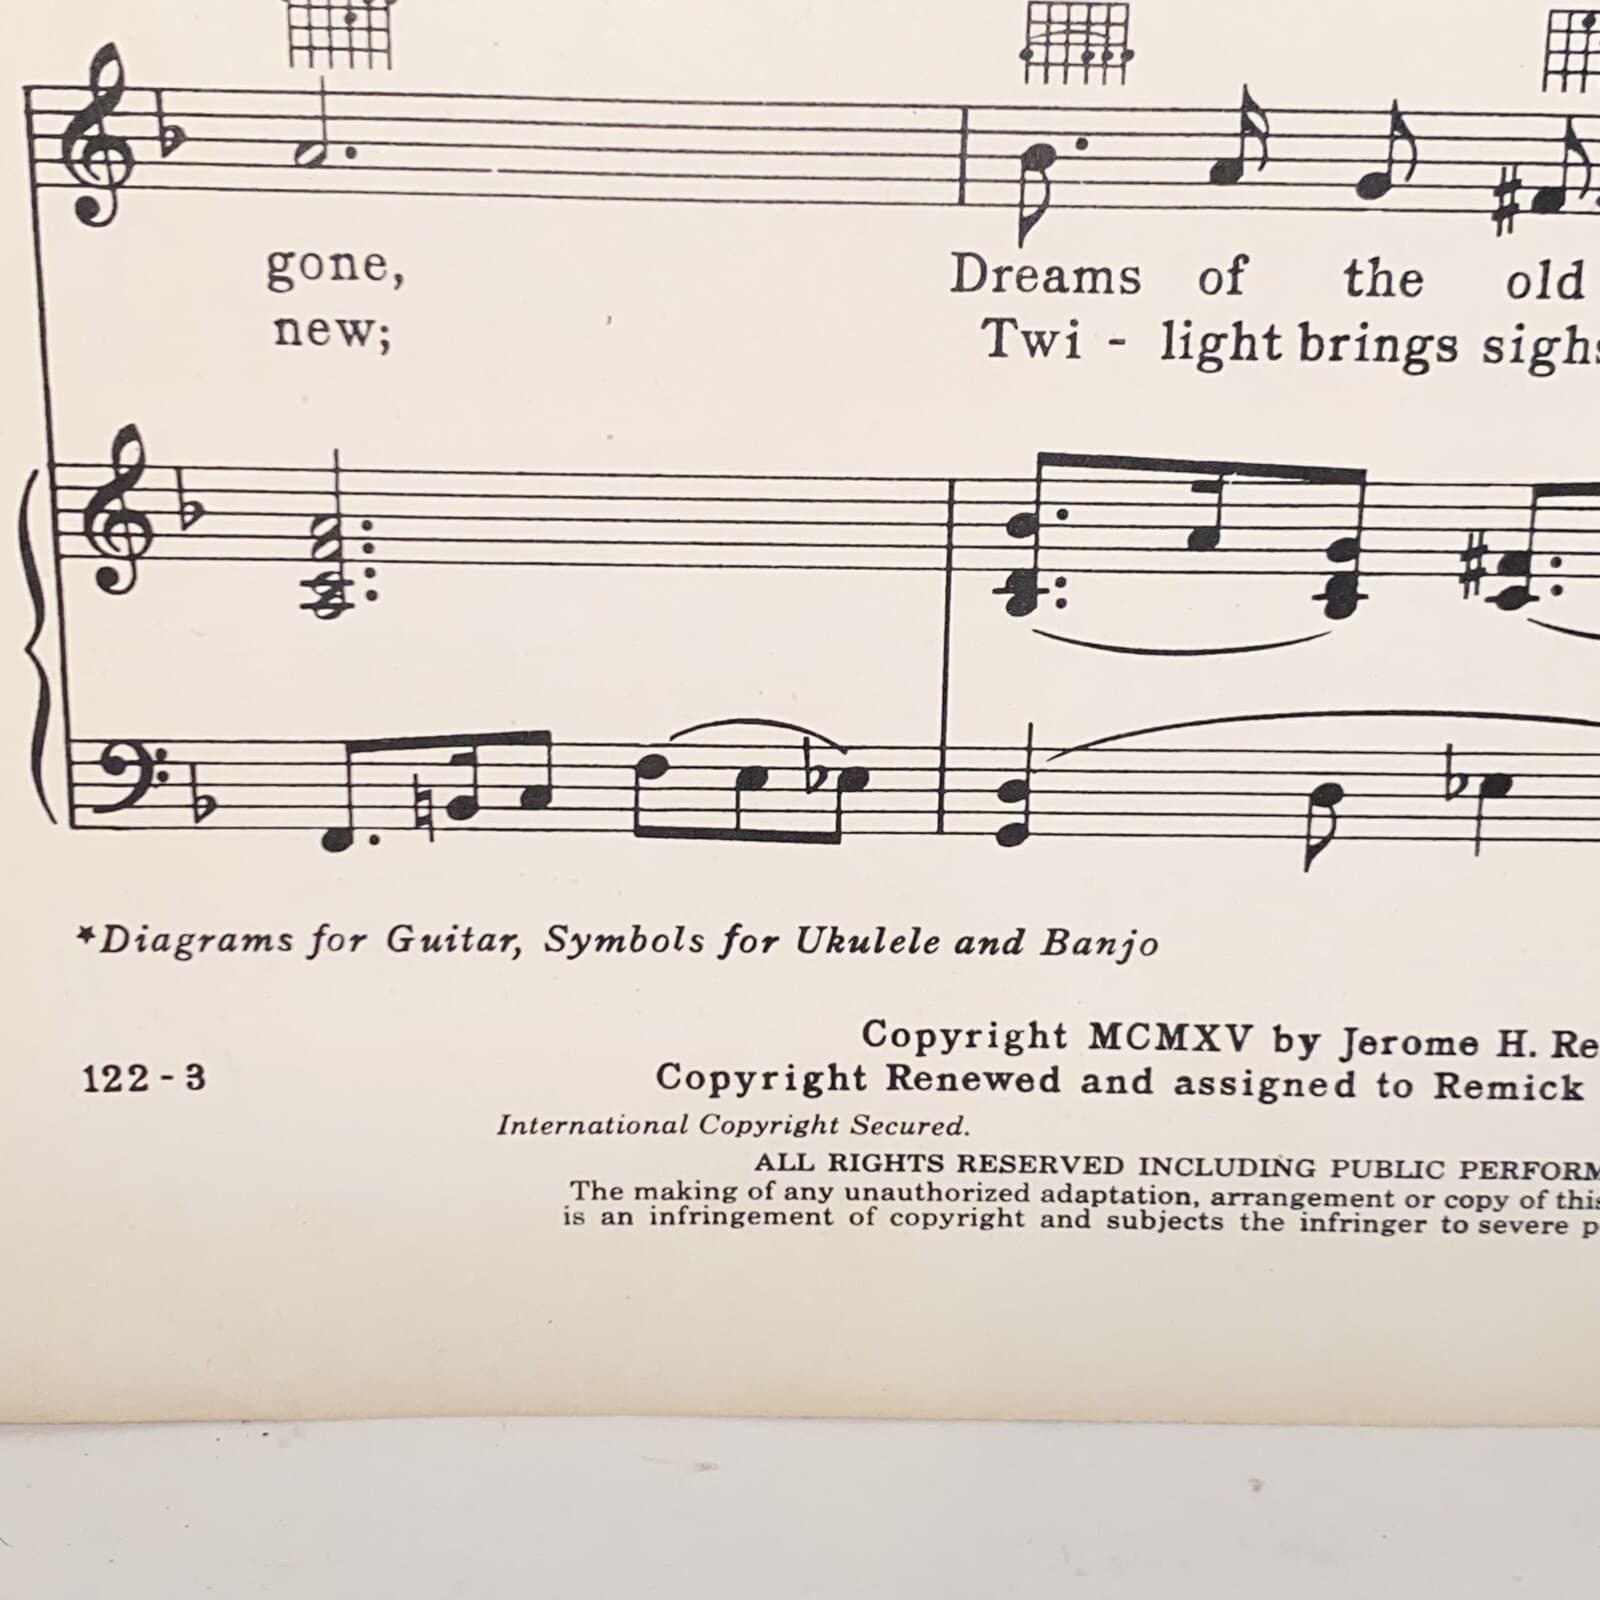 gone, Dreams of the old
new; Twi - light brings sighs
*Diagrams for Guitar, Symbols for Ukulele and Banjo
Copyright MCMXV by Jerome H. Re
122 - 3 Copyright Renewed and assigned to Remick
International Copyright Secured.
ALL RIGHTS RESERVED INCLUDING PUBLIC PERFORM
The making of any unauthorized adaptation, arrangement or copy of this
is an infringement of copyright and subjects the infringer to severe p